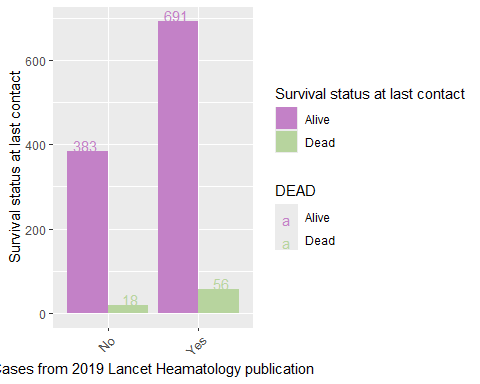 Survival status at last contact
600
400
200
0
691
383
18
56
No
Yes
Cases from 2019 Lancet Heamatology publication
Survival status at last contact
Alive
Dead
DEAD
a Alive
a Dead